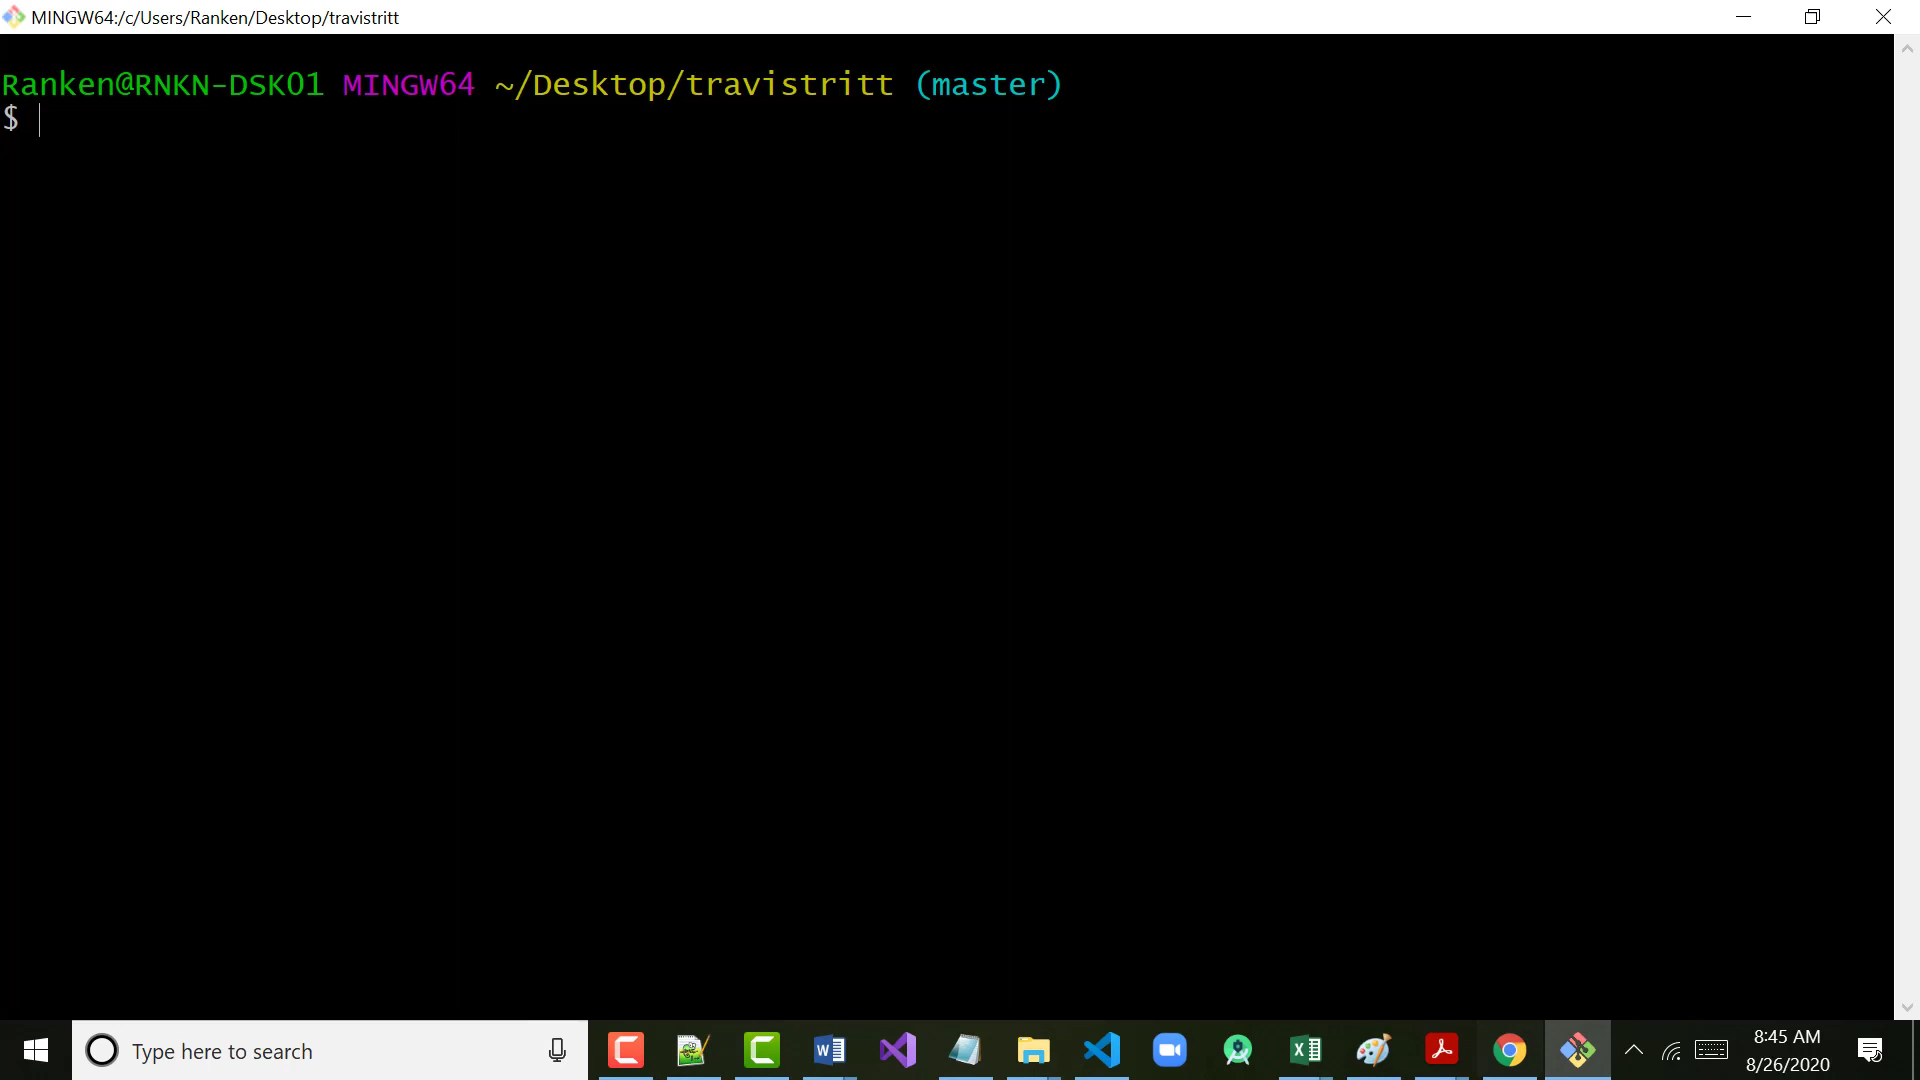 MINGW64:/c/Users/Ranken/Desktop/travistritt
Ranken@RNKN-DSK01 MINGW64 ~/Desktop/travistritt (master)
$
Type here to search
8:45 AM
8/26/2020